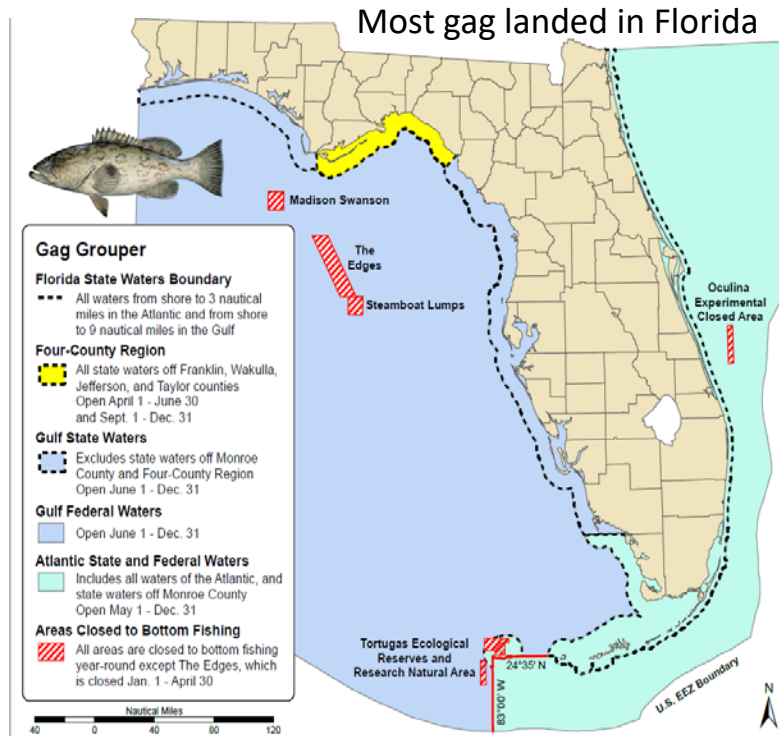 Most gag landed in Florida
Madison Swanson
The
Edges
Steamboat Lumps
Oculina
Experimental
Closed Area
Gag Grouper
Florida State Waters Boundary
All waters from shore to 3 nautical
miles in the Atlantic and from shore
to 9 nautical miles in the Gulf
Four-County Region
All state waters off Franklin, Wakulla,
Jefferson, and Taylor counties
Open April 1 - June 30
and Sept. 1 - Dec. 31
Gulf State Waters
Excludes state waters off Monroe
County and Four-County Region
Open June 1 - Dec. 31
Gulf Federal Waters
Open June 1 - Dec. 31
Atlantic State and Federal Waters
Includes all waters of the Atlantic, and
state waters off Monroe County
Open May 1 - Dec. 31
Areas Closed to Bottom Fishing
All areas are closed to bottom fishing
year-round except The Edges, which
is closed Jan. 1 - April 30
Tortugas Ecological
Reserves and
Research Natural Area
24°35' N
83°00' W
U.S. EEZ Boundary
N
Nautical Miles
40 0 40 80 120